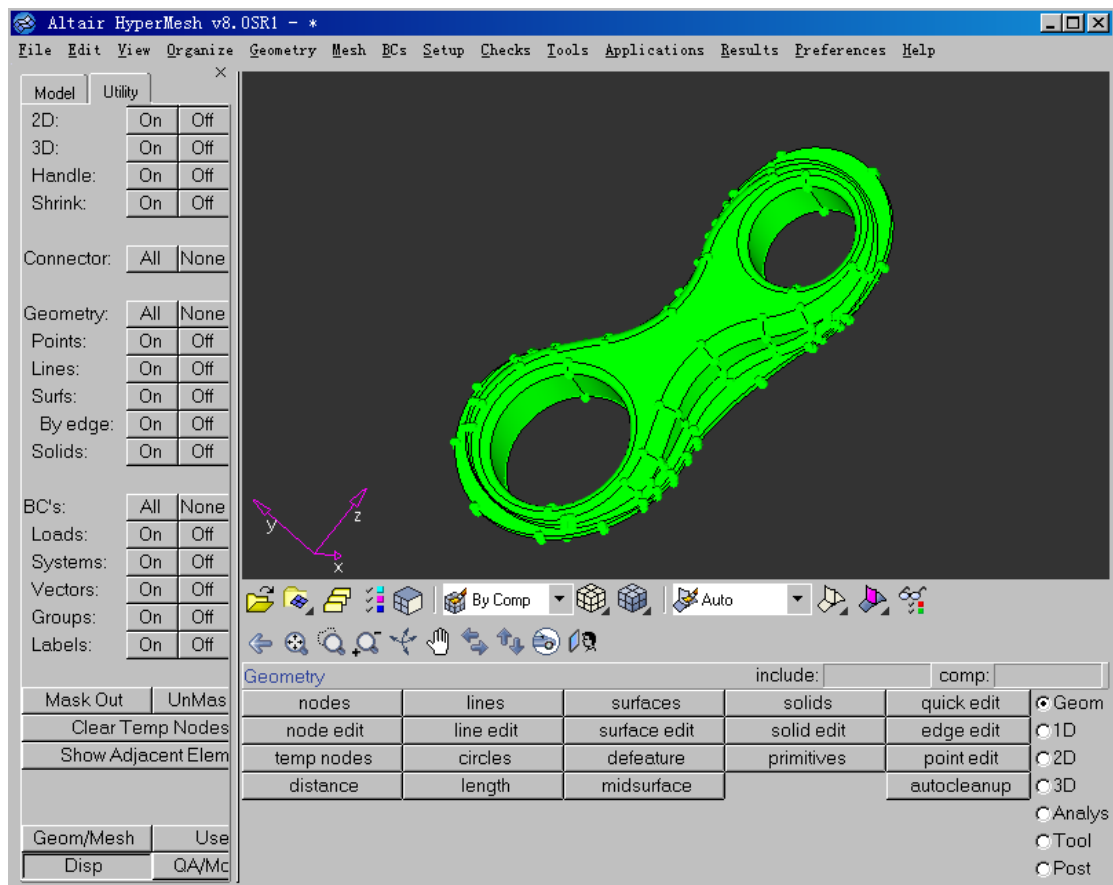 Altair HyperMesh v8.0SR1 - *
File Edit View Organize Geometry Mesh BCs Setup Checks Tools Applications Results Preferences Help
Model Utility
2D: On Off
3D: On Off
Handle: On Off
Shrink: On Off
Connector: All None
Geometry: All None
Points: On Off
Lines: On Off
Surfs: On Off
By edge: On Off
Solids: On Off
BC's: All None
Loads: On Off
Systems: On Off
Vectors: On Off
Groups: On Off
Labels: On Off
Mask Out UnMas
Clear Temp Nodes
Show Adjacent Elem
Geom/Mesh Use
Disp QA/Mc
y z x
By Comp Auto
Geometry include: comp:
nodes lines surfaces solids quick edit Geom
node edit line edit surface edit solid edit edge edit 1D
temp nodes circles defeature primitives point edit 2D
distance length midsurface autocleanup 3D
Analys
Tool
Post